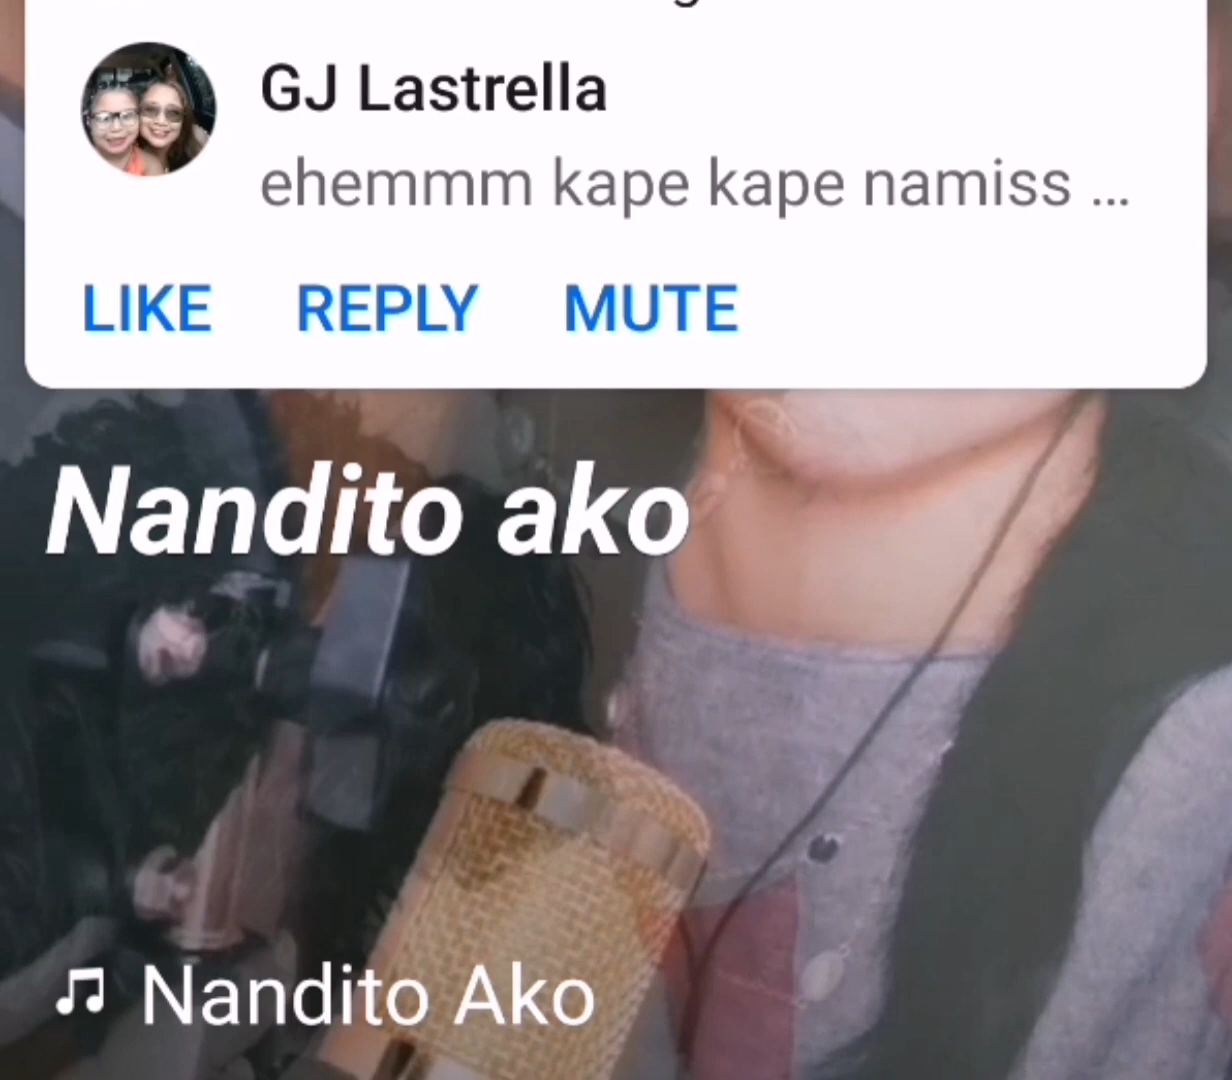 GJ Lastrella
ehemmm kape kape namiss ...
LIKE REPLY MUTE
Nandito ako
Nandito Ako